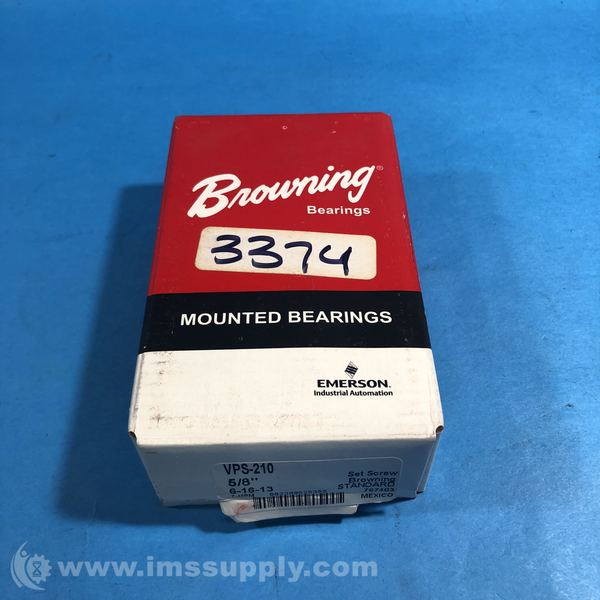 Browning®
Bearings
3374
MOUNTED BEARINGS
EMERSON.
Industrial Automation
VPS-210
5/8"
6-16-13
Set Screw
Browning
STANDARD
767403
MEXICO
www.imssupply.com